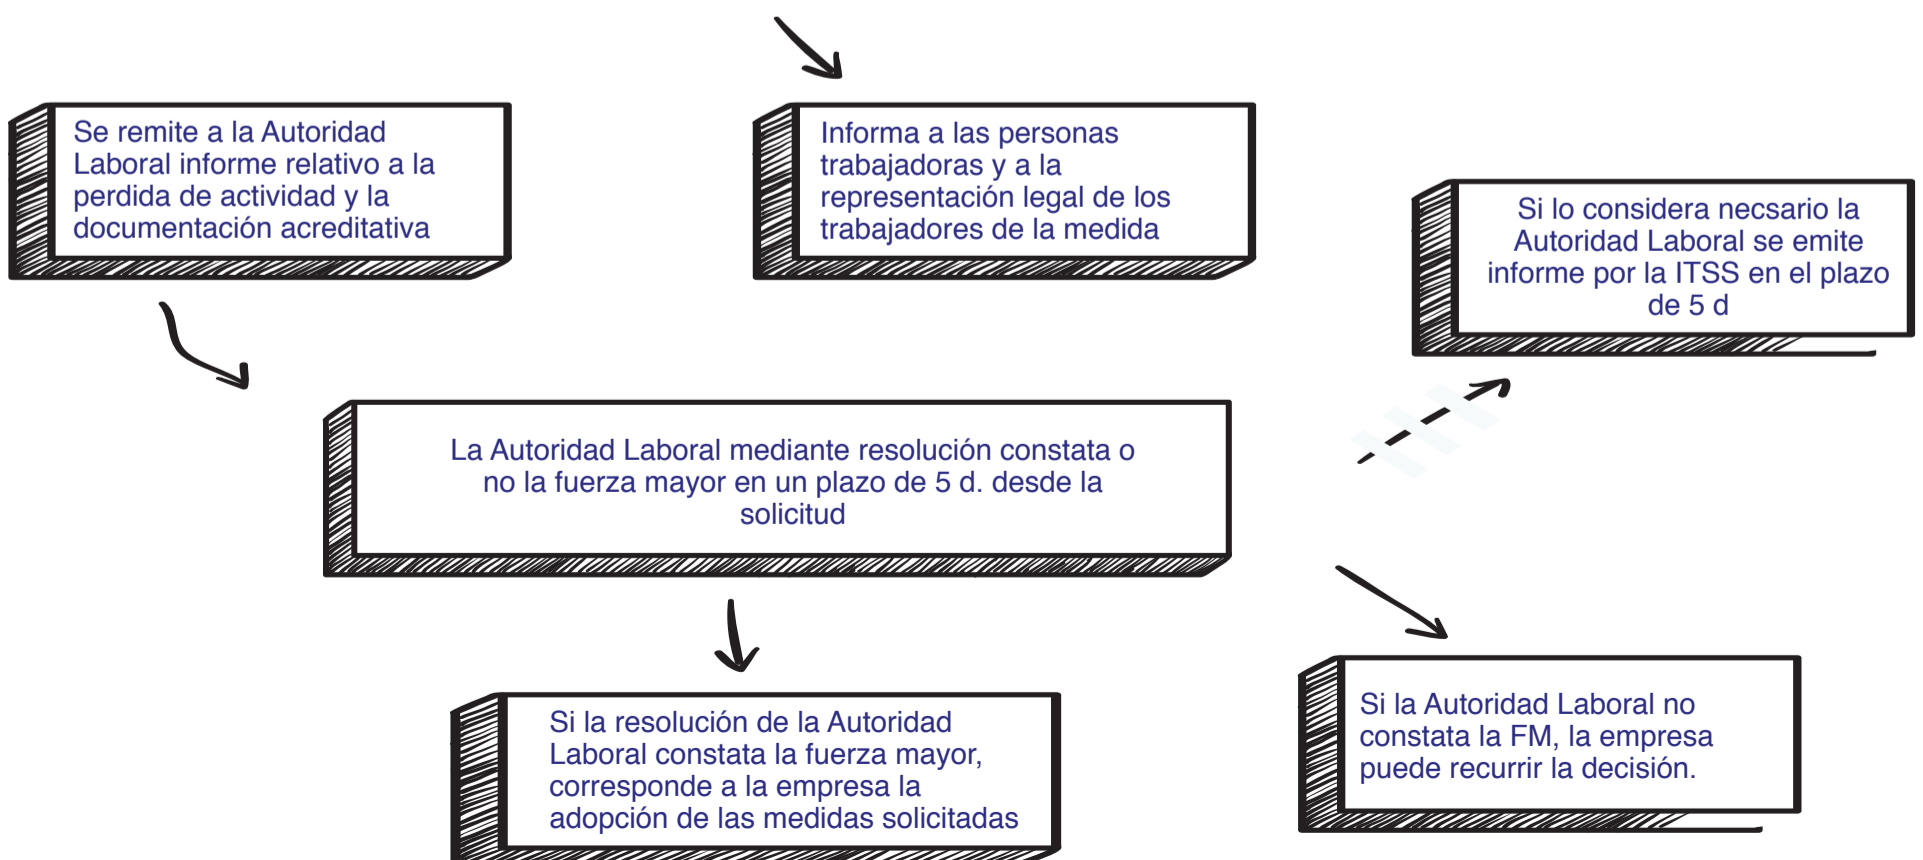 Se remite a la Autoridad
Laboral informe relativo a la
perdida de actividad y la
documentación acreditativa
Informa a las personas
trabajadoras y a la
representación legal de los
trabajadores de la medida
Si lo considera necsario la
Autoridad Laboral se emite
informe por la ITSS en el plazo
de 5 d
La Autoridad Laboral mediante resolución constata o
no la fuerza mayor en un plazo de 5 d. desde la
solicitud
Si la resolución de la Autoridad
Laboral constata la fuerza mayor,
corresponde a la empresa la
adopción de las medidas solicitadas
Si la Autoridad Laboral no
constata la FM, la empresa
puede recurrir la decisión.